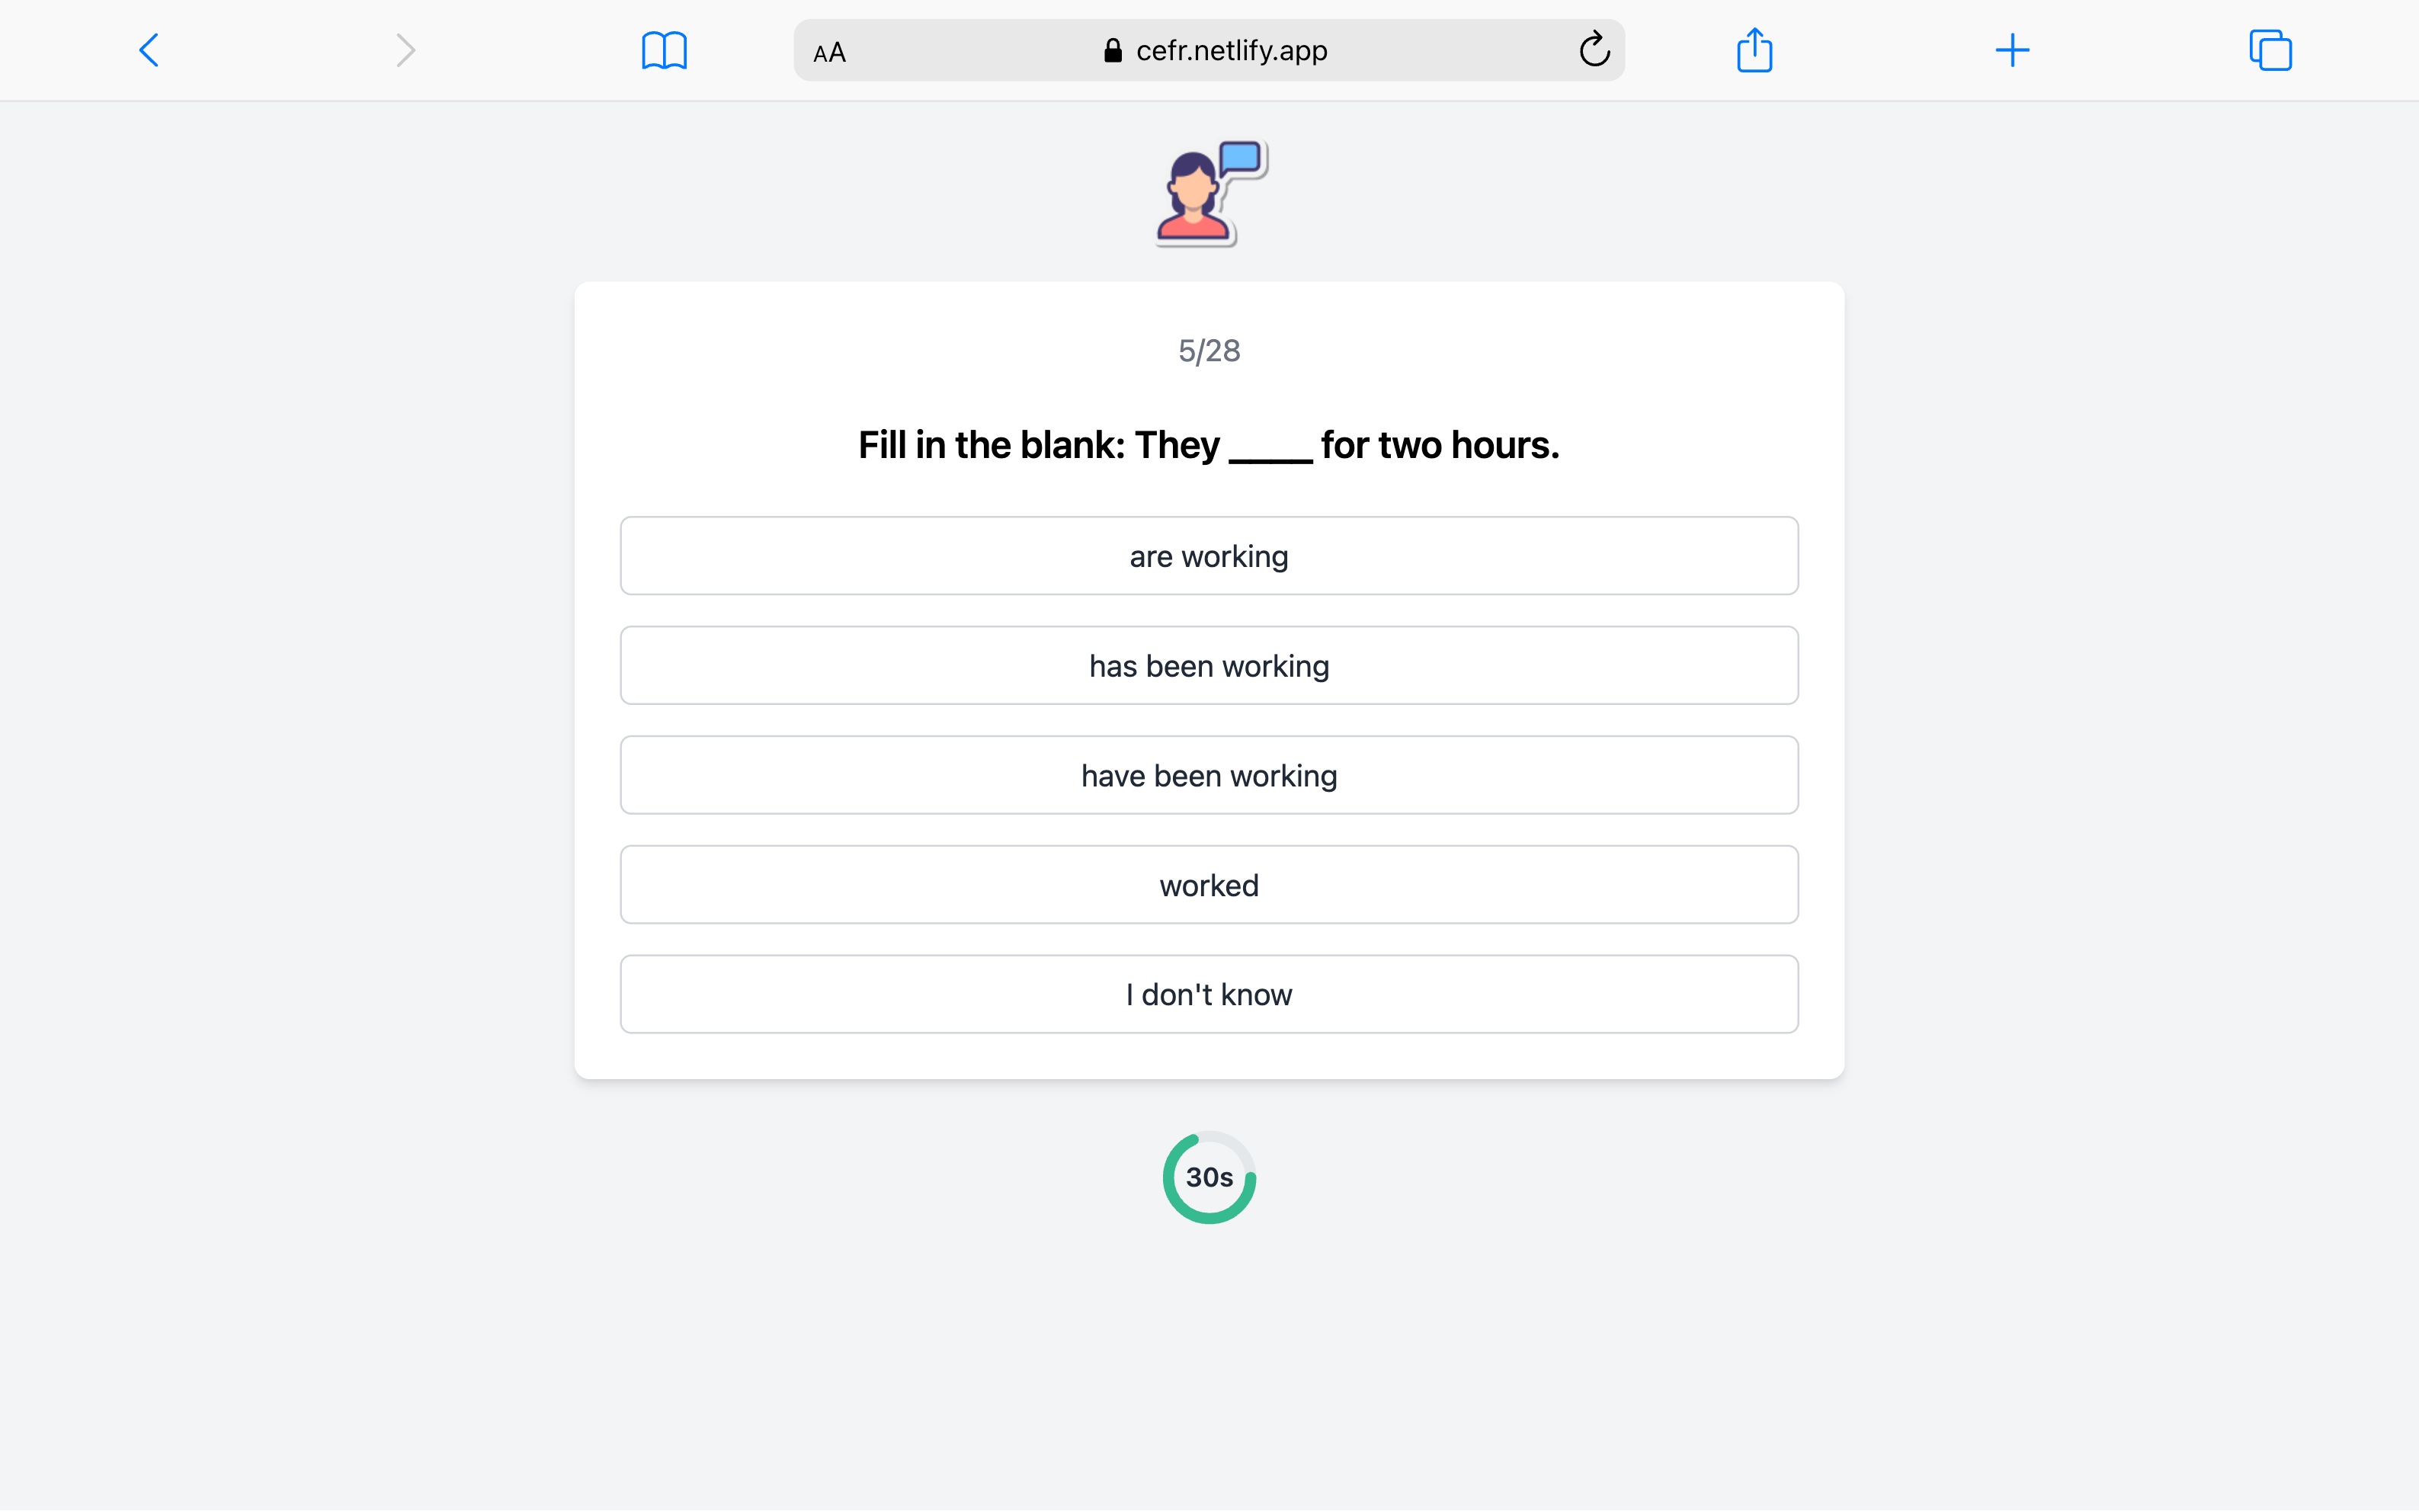 AA cefr.netlify.app
5/28
Fill in the blank: They ____ for two hours.
are working
has been working
have been working
worked
I don't know
30s